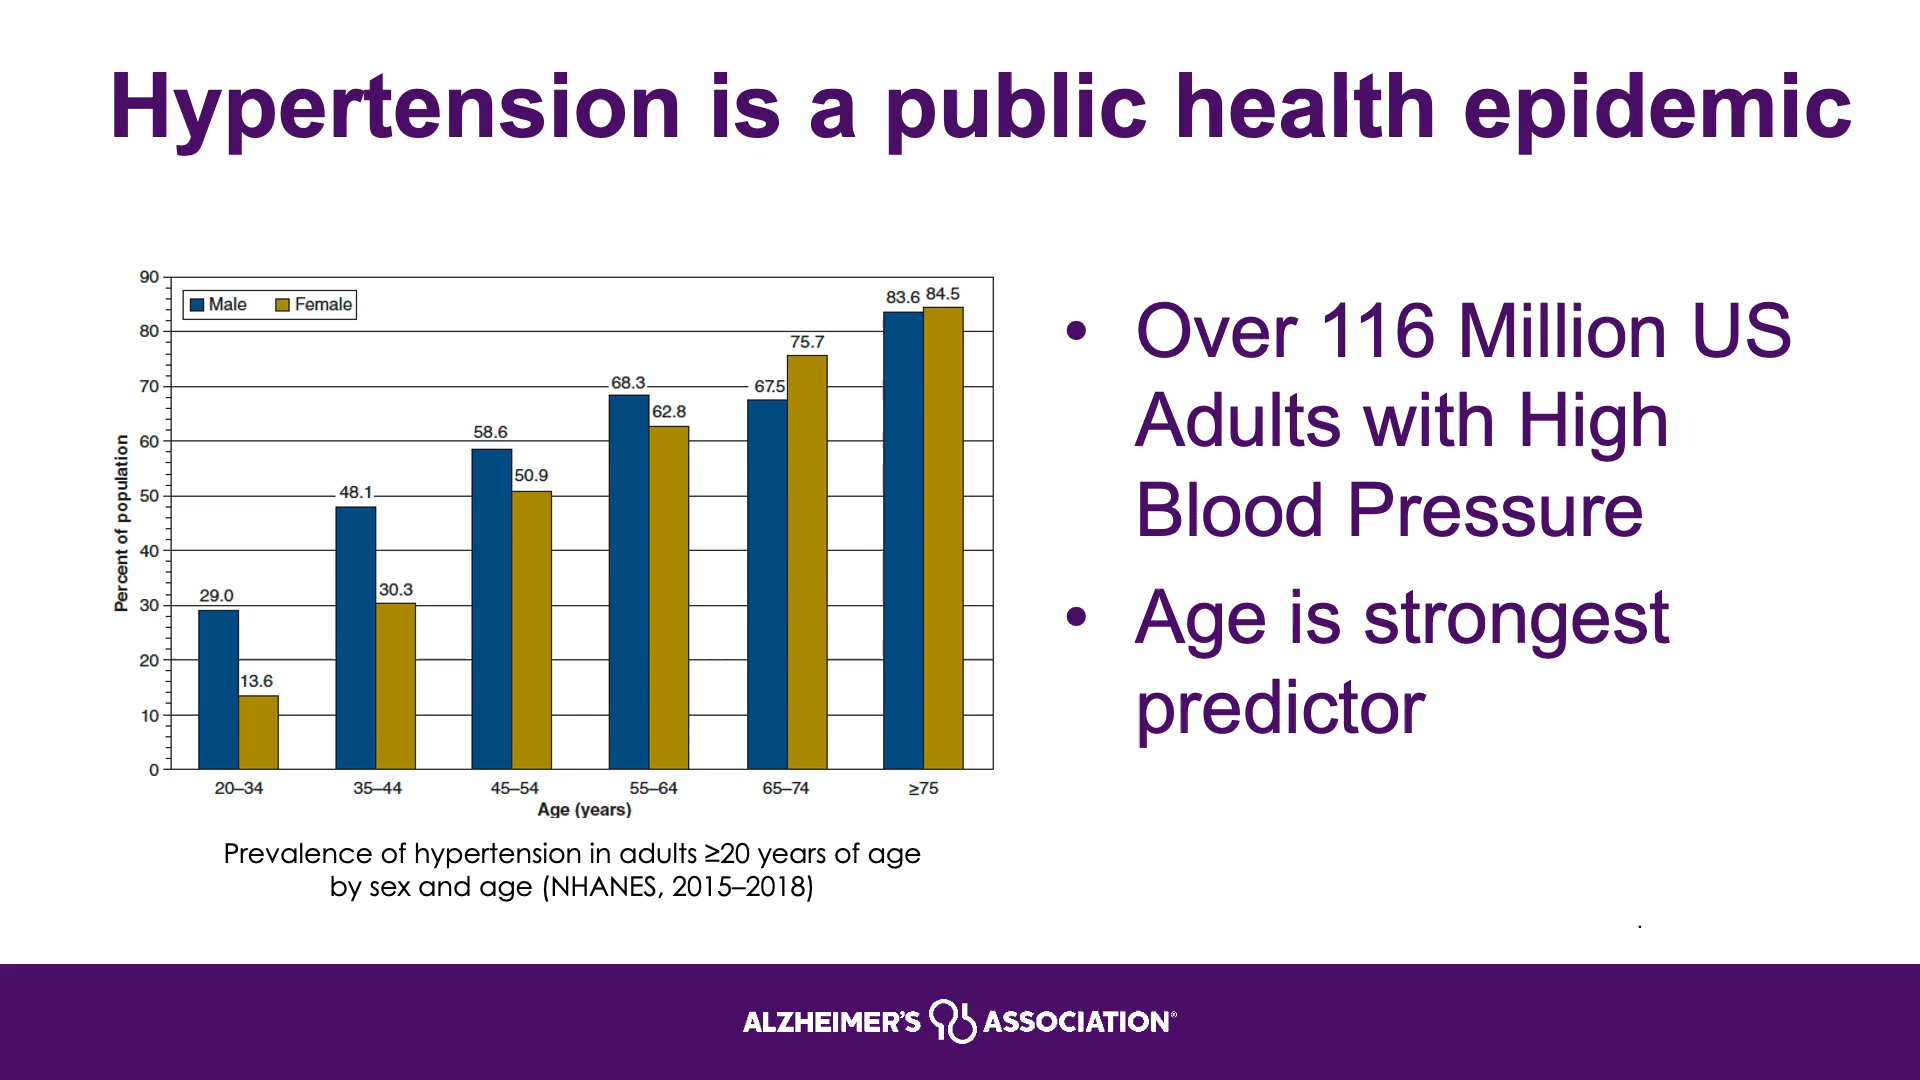 Hypertension is a public health epidemic
90
80
70
60
50
40
30
20
10
0
Percent of population
Male Female
29.0
13.6
48.1
30.3
58.6
50.9
68.3
62.8
67.5
75.7
83.6
84.5
20–34 35–44 45–54 55–64 65–74 ≥75
Age (years)
Prevalence of hypertension in adults ≥20 years of age
by sex and age (NHANES, 2015–2018)
• Over 116 Million US
Adults with High
Blood Pressure
• Age is strongest
predictor
.
ALZHEIMER'S ASSOCIATION®